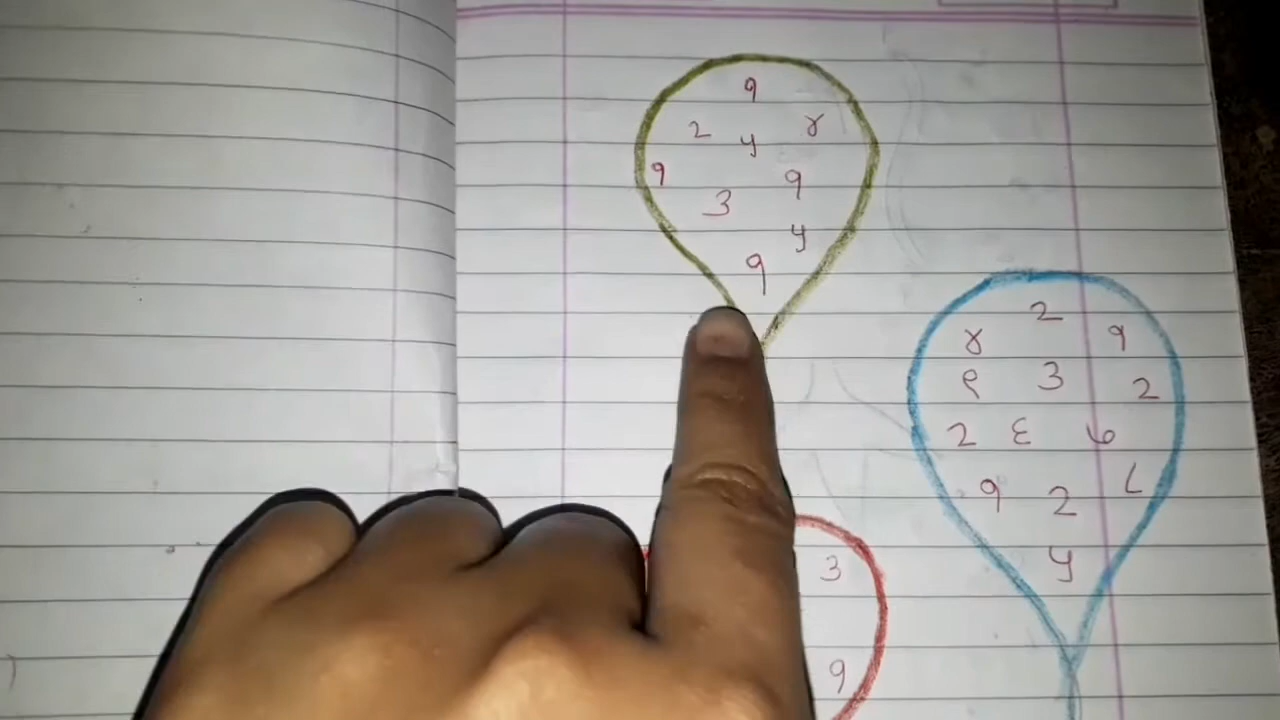 १
२ ५ ४
१ ३ १
५
१
४ २ १
९ ३ २
२ ६ ७
१ २ ८
५
३
१